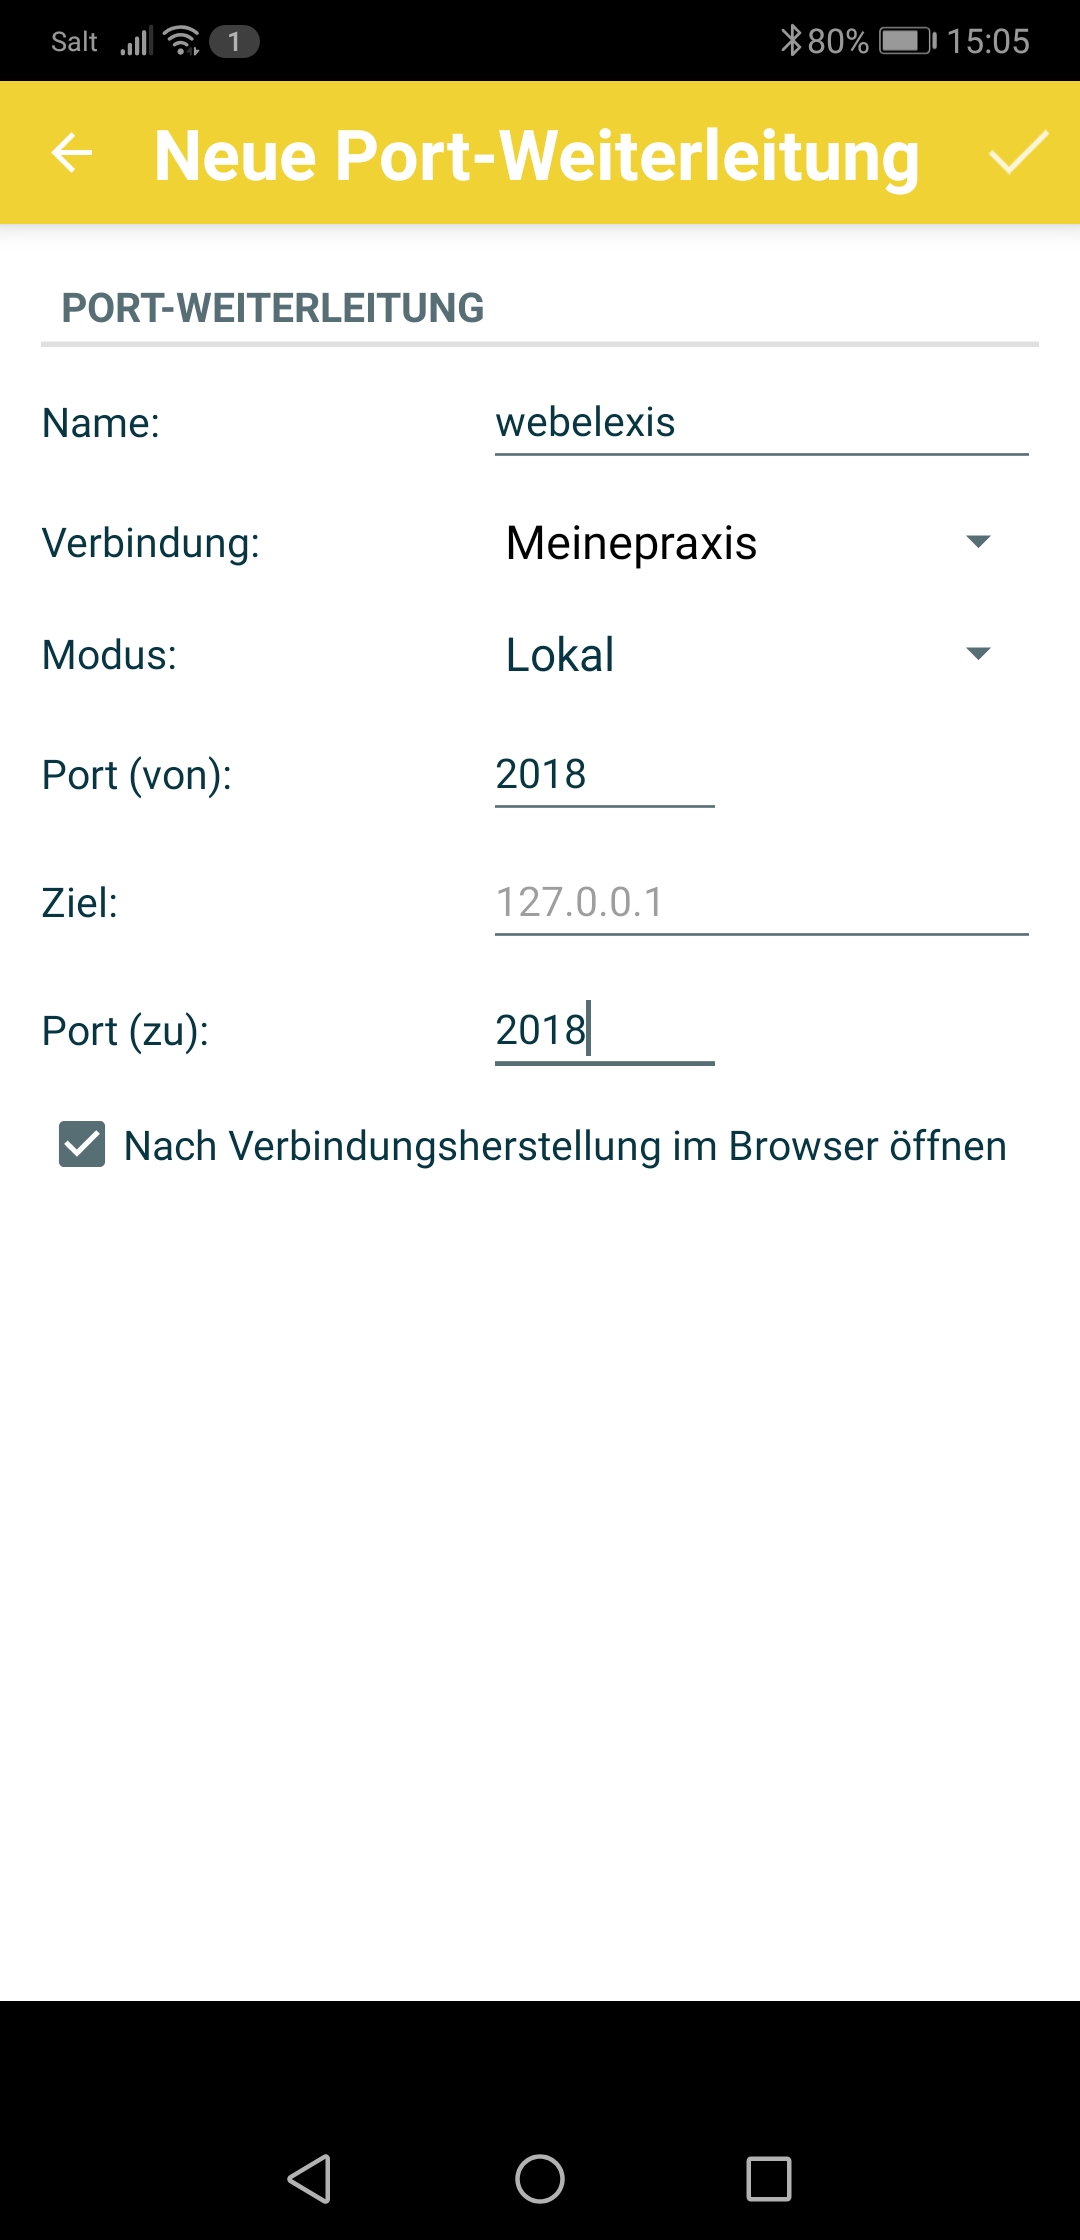 Salt 1 80% 15:05
Neue Port-Weiterleitung
PORT-WEITERLEITUNG
Name: webelexis
Verbindung: Meinepraxis
Modus: Lokal
Port (von): 2018
Ziel: 127.0.0.1
Port (zu): 2018
Nach Verbindungsherstellung im Browser öffnen